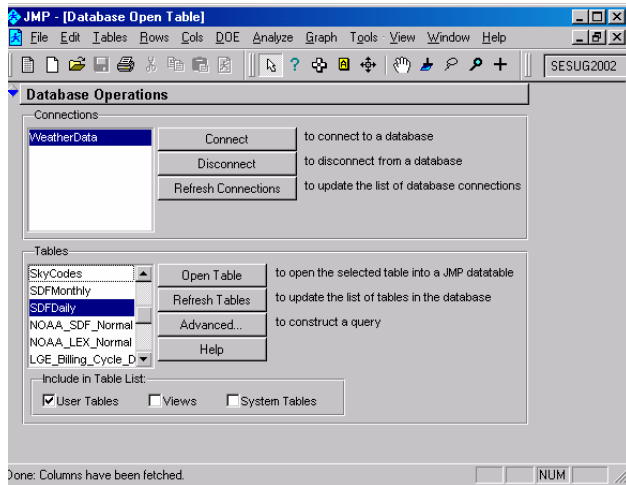 JMP - [Database Open Table]
File Edit Tables Rows Cols DOE Analyze Graph Tools View Window Help
SESUG2002
Database Operations
Connections
WeatherData
Connect to connect to a database
Disconnect to disconnect from a database
Refresh Connections to update the list of database connections
Tables
SkyCodes
SDFMonthly
SDFDaily
NOAA_SDF_Normal
NOAA_LEX_Normal
LGE_Billing_Cycle_D
Open Table to open the selected table into a JMP datatable
Refresh Tables to update the list of tables in the database
Advanced... to construct a query
Help
Include in Table List:
User Tables Views System Tables
Done: Columns have been fetched. NUM